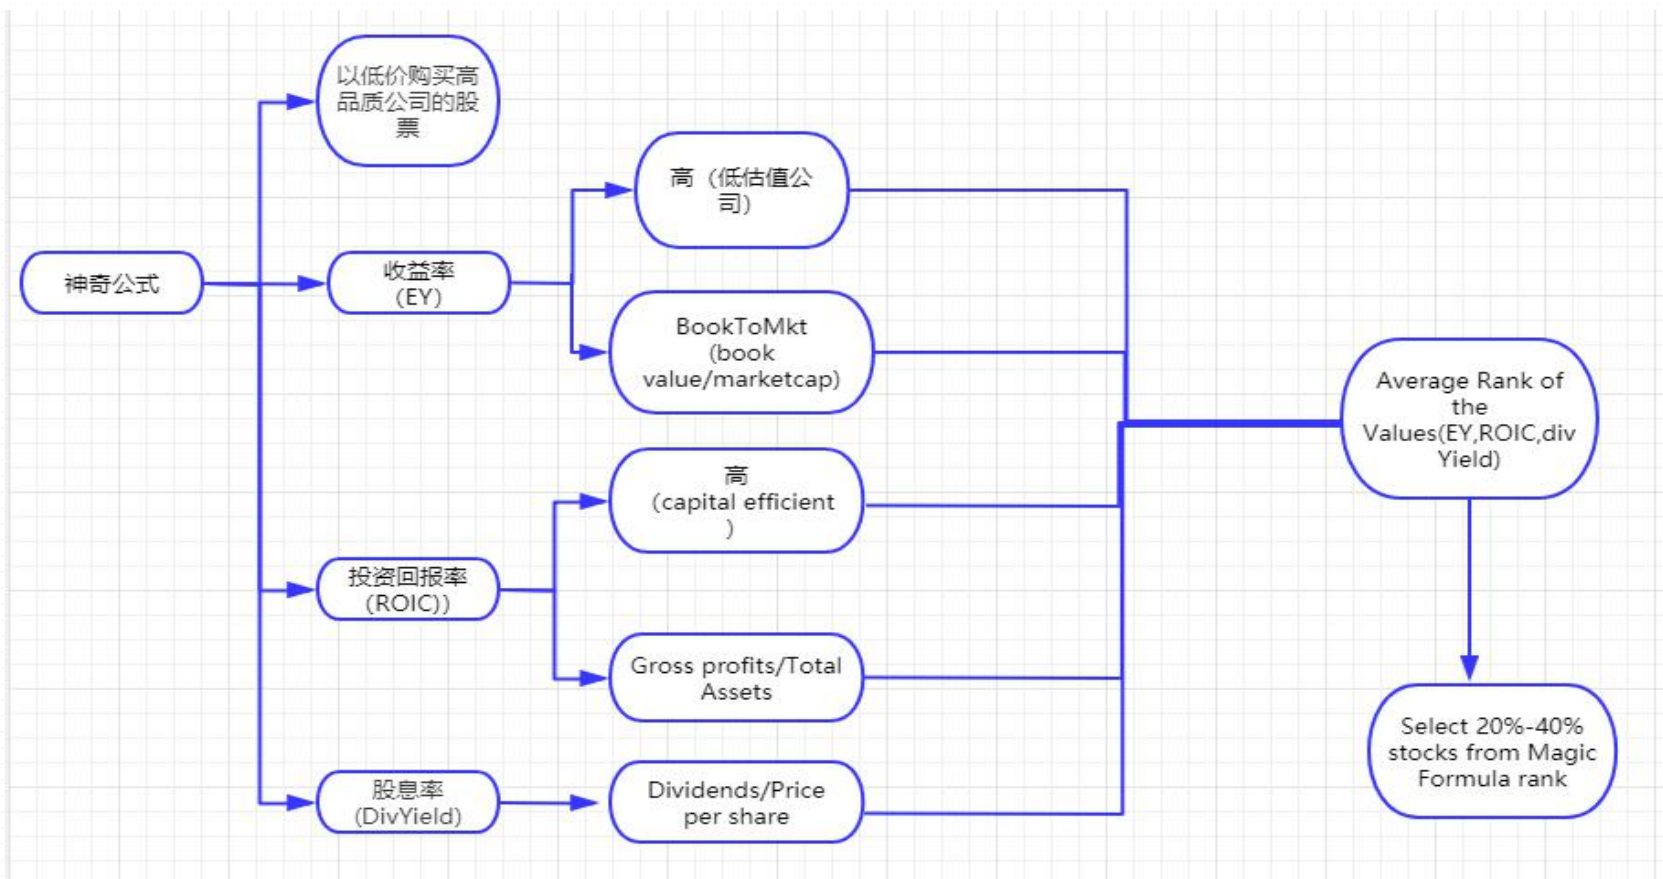 以低价购买高
品质公司的股
票
神奇公式
收益率
(EY)
高（低估值公
司）
BookToMkt
(book
value/marketcap)
高
（capital efficient
）
投资回报率
(ROIC))
Gross profits/Total
Assets
股息率
(DivYield)
Dividends/Price
per share
Average Rank of
the
Values(EY,ROIC,div
Yield)
Select 20%-40%
stocks from Magic
Formula rank